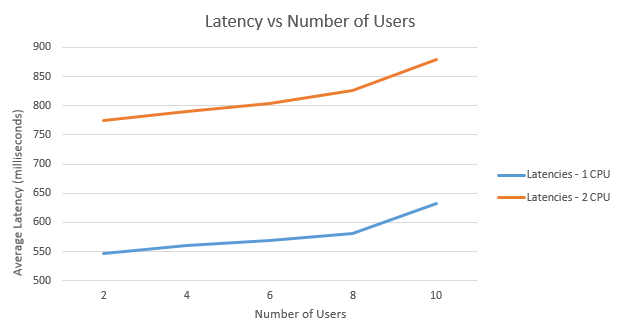 Latency vs Number of Users
900
850
800
750
700
650
600
550
500
Average Latency (milliseconds)
2 4 6 8 10
Number of Users
Latencies - 1 CPU
Latencies - 2 CPU